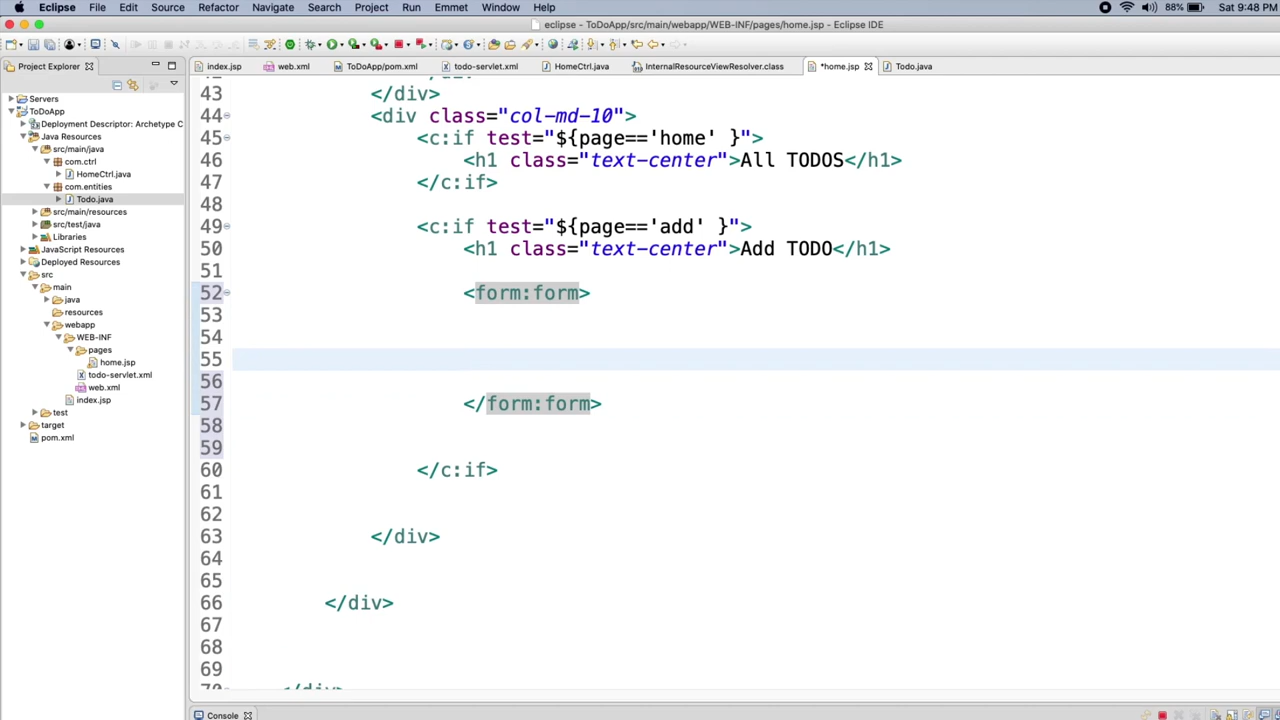 Eclipse File Edit Source Refactor Navigate Search Project Run Emmet Window Help 88% Sat 9:48 PM
eclipse - ToDoApp/src/main/webapp/WEB-INF/pages/home.jsp - Eclipse IDE
Project Explorer
index.jsp web.xml ToDoApp/pom.xml todo-servlet.xml HomeCtrl.java InternalResourceViewResolver.class *home.jsp Todo.java
Servers
ToDoApp
Deployment Descriptor: Archetype C
Java Resources
src/main/java
com.ctrl
HomeCtrl.java
com.entities
Todo.java
src/main/resources
src/test/java
Libraries
JavaScript Resources
Deployed Resources
src
main
java
resources
webapp
WEB-INF
pages
home.jsp
todo-servlet.xml
web.xml
index.jsp
test
target
pom.xml
43 </div>
44 <div class="col-md-10">
45 <c:if test="${page=='home' }">
46 <h1 class="text-center">All TODOS</h1>
47 </c:if>
48
49 <c:if test="${page=='add' }">
50 <h1 class="text-center">Add TODO</h1>
51
52 <form:form>
53
54
55
56
57 </form:form>
58
59
60 </c:if>
61
62
63 </div>
64
65
66 </div>
67
68
69
70 </div>
Console